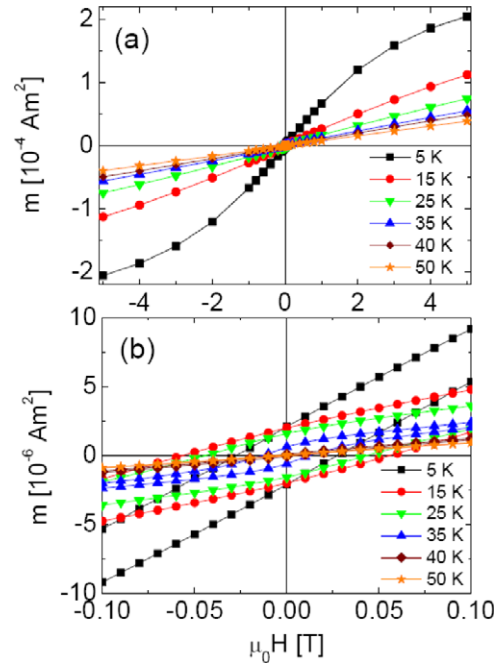 2
(a)
1
m [10⁻⁴ Am²]
0
-1
-2
5 K
15 K
25 K
35 K
40 K
50 K
-4 -2 0 2 4
10
(b)
5
m [10⁻⁶ Am²]
0
-5
-10
5 K
15 K
25 K
35 K
40 K
50 K
-0.10 -0.05 0.00 0.05 0.10
μ₀H [T]